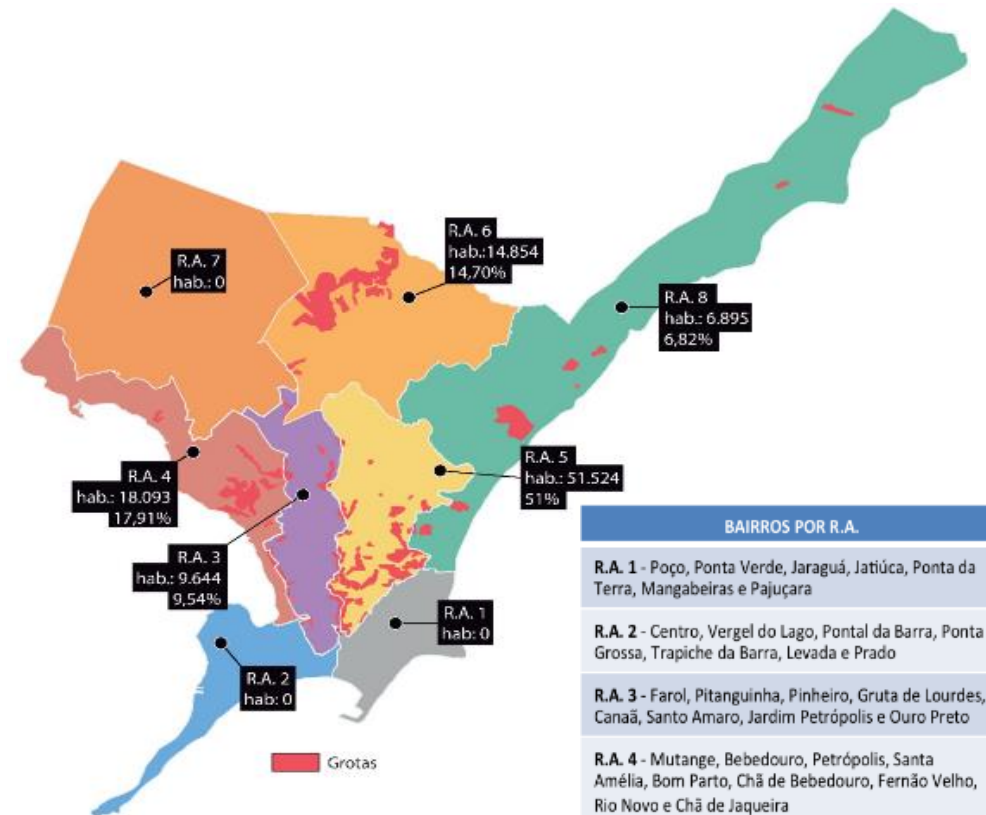 R.A. 6
hab.:14.854
14,70%
R.A. 7
hab.: 0
R.A. 8
hab.: 6.895
6,82%
R.A. 5
hab.: 51.524
51%
R.A. 4
hab.: 18.093
17,91%
R.A. 3
hab.: 9.644
9,54%
R.A. 1
hab: 0
R.A. 2
hab: 0
Grotas
BAIRROS POR R.A.
R.A. 1 - Poço, Ponta Verde, Jaraguá, Jatiúca, Ponta da
Terra, Mangabeiras e Pajuçara
R.A. 2 - Centro, Vergel do Lago, Pontal da Barra, Ponta
Grossa, Trapiche da Barra, Levada e Prado
R.A. 3 - Farol, Pitanguinha, Pinheiro, Gruta de Lourdes,
Canaã, Santo Amaro, Jardim Petrópolis e Ouro Preto
R.A. 4 - Mutange, Bebedouro, Petrópolis, Santa
Amélia, Bom Parto, Chã de Bebedouro, Fernão Velho,
Rio Novo e Chã de Jaqueira